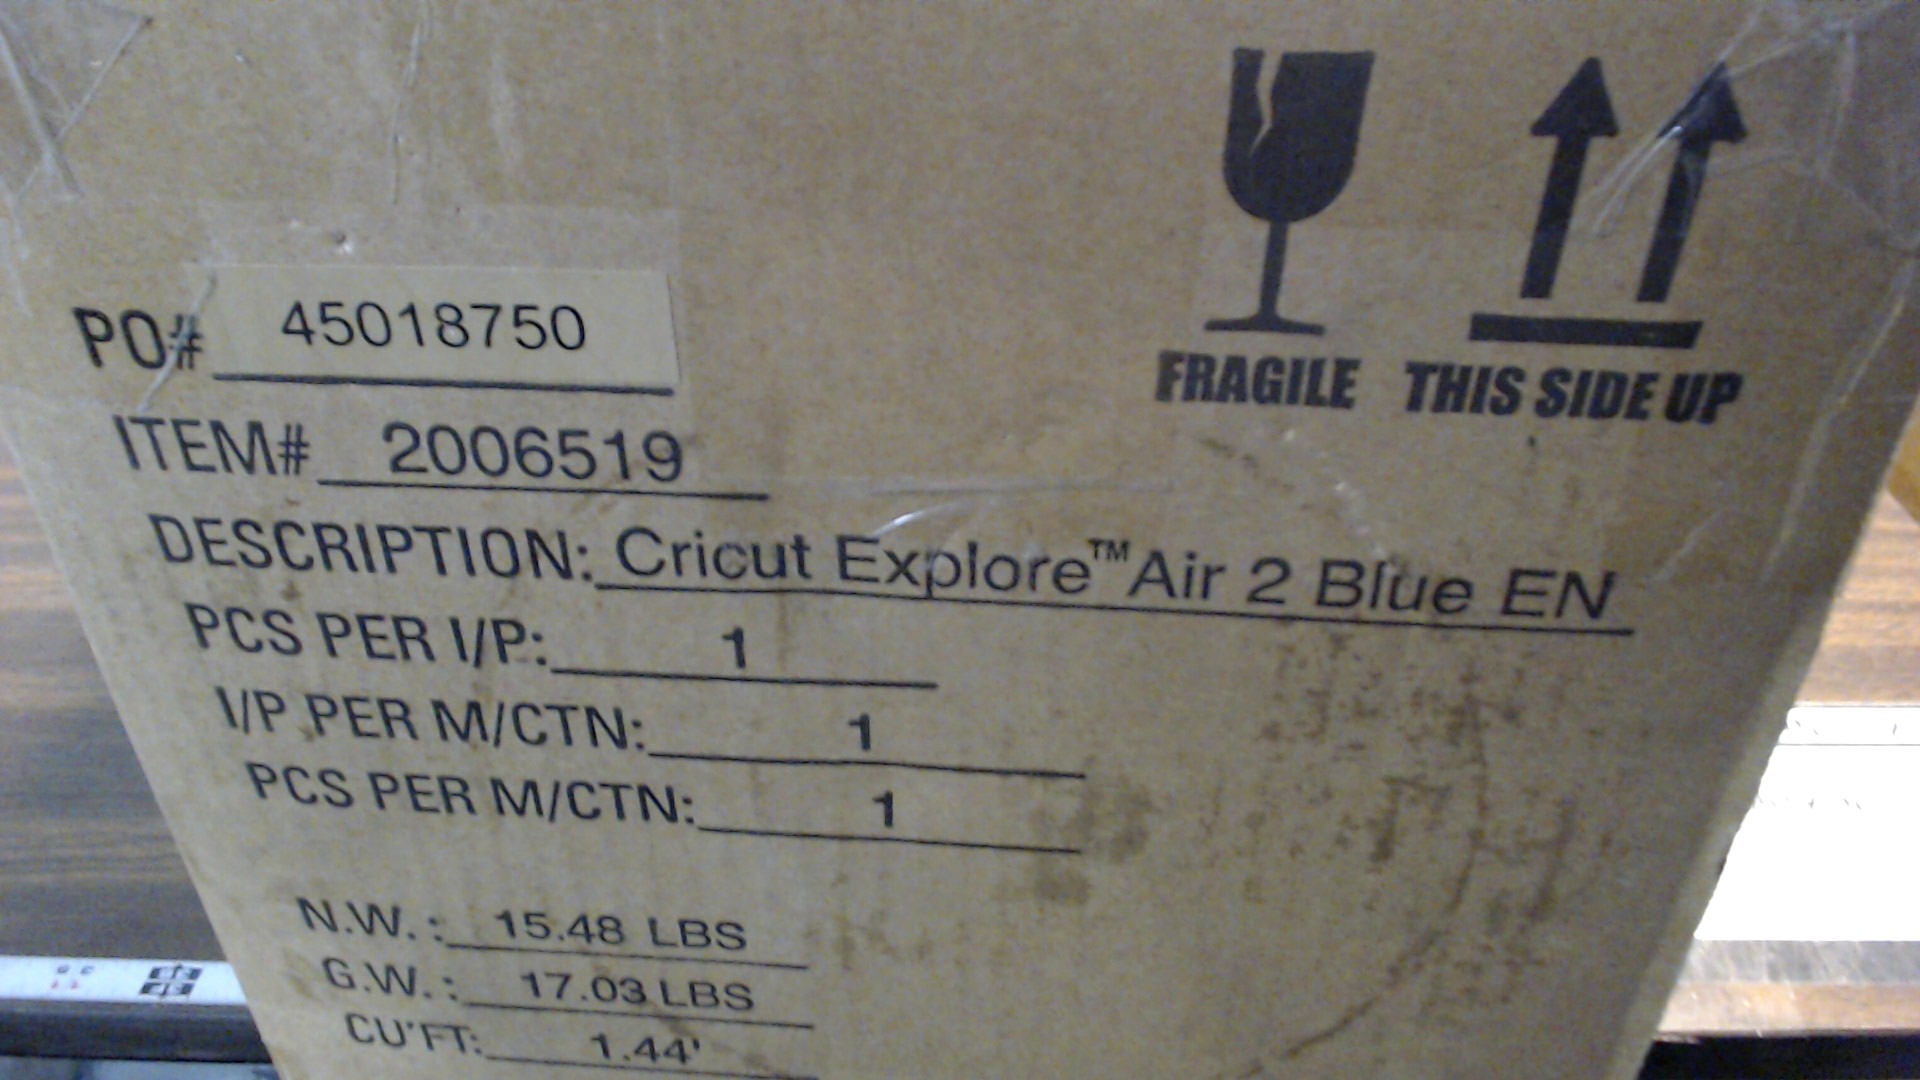 PO# 45018750
FRAGILE THIS SIDE UP
ITEM# 2006519
DESCRIPTION: Cricut Explore™ Air 2 Blue EN
PCS PER I/P: 1
I/P PER M/CTN: 1
PCS PER M/CTN: 1
N.W. : 15.48 LBS
G.W. : 17.03 LBS
CU'FT: 1.44'